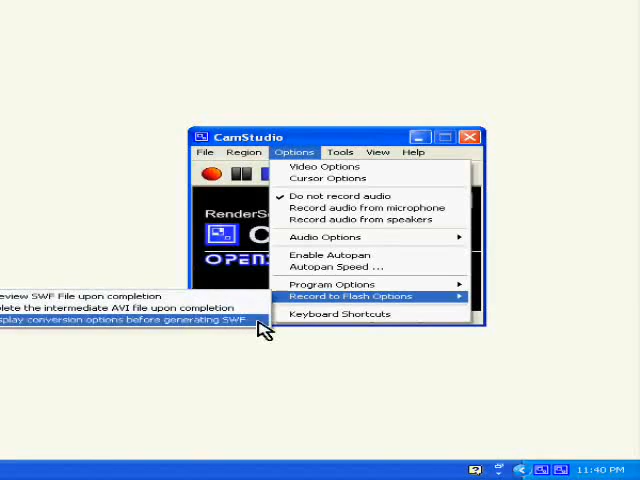 CamStudio
File Region Options Tools View Help
Video Options
Cursor Options
Do not record audio
Record audio from microphone
Record audio from speakers
Audio Options
Enable Autopan
Autopan Speed ...
Program Options
Record to Flash Options
Keyboard Shortcuts
eview SWF File upon completion
lete the intermediate AVI file upon completion
splay conversion options before generating SWF
RenderSo
C
OPEN
11:40 PM